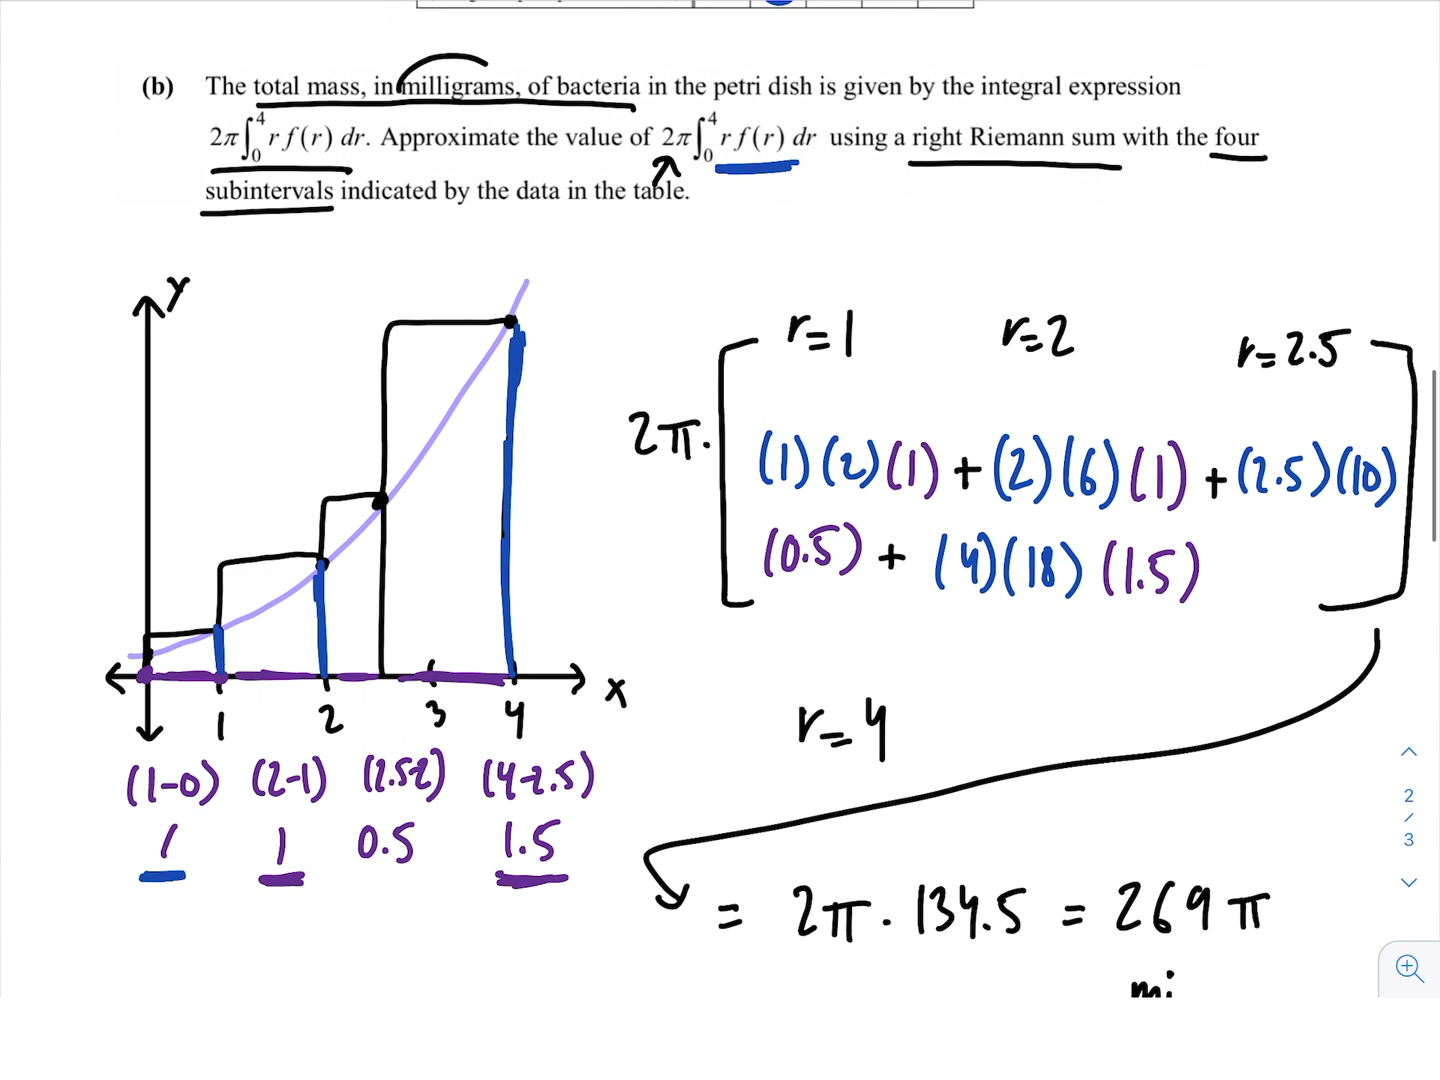 (b) The total mass, in milligrams, of bacteria in the petri dish is given by the integral expression
2π∫₀⁴ r f(r) dr. Approximate the value of 2π∫₀⁴ r f(r) dr using a right Riemann sum with the four
subintervals indicated by the data in the table.
y
r=1 r=2 r=2.5
2π· [(1)(2)(1) + (2)(6)(1) + (2.5)(10)
(0.5) + (4)(18)(1.5)]
r=4
x
1 2 3 4
(1-0) (2-1) (2.5-2) (4-2.5)
1 1 0.5 1.5
= 2π · 134.5 = 269π
2
/
3